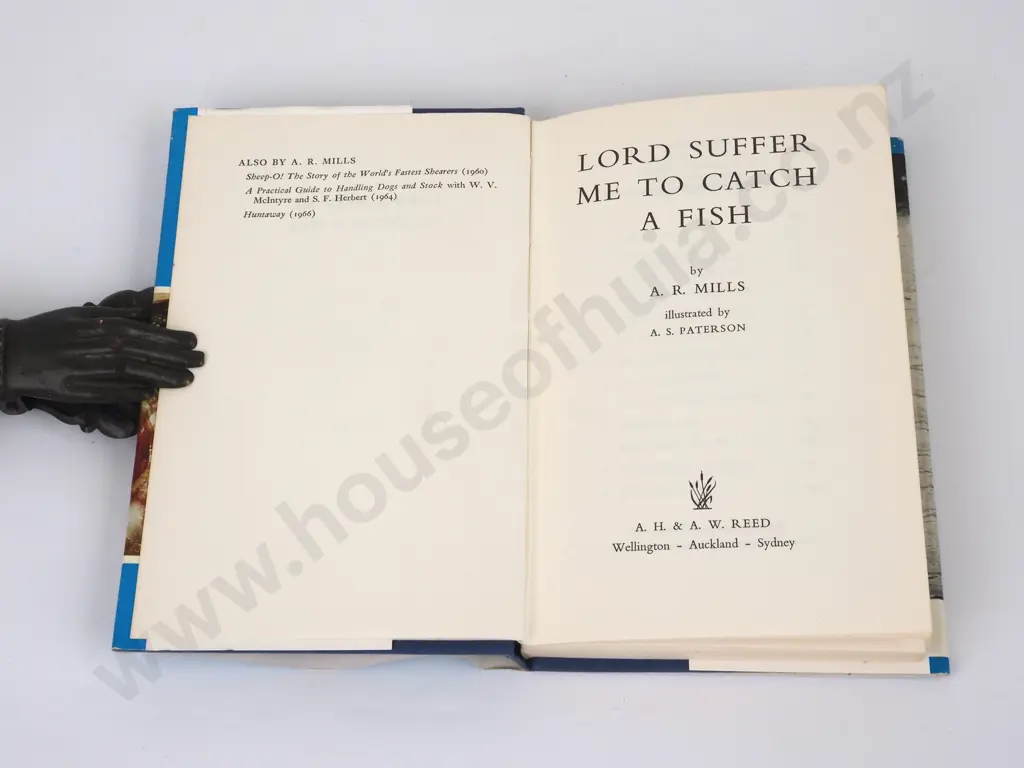 ALSO BY A. R. MILLS
Sheep-O! The Story of the World's Fastest Shearers (1960)
A Practical Guide to Handling Dogs and Stock with W. V.
McIntyre and S. F. Herbert (1964)
Huntaway (1966)
LORD SUFFER
ME TO CATCH
A FISH
by
A. R. MILLS
illustrated by
A. S. PATERSON
A. H. & A. W. REED
Wellington - Auckland - Sydney
www.houseofhuia.co.nz